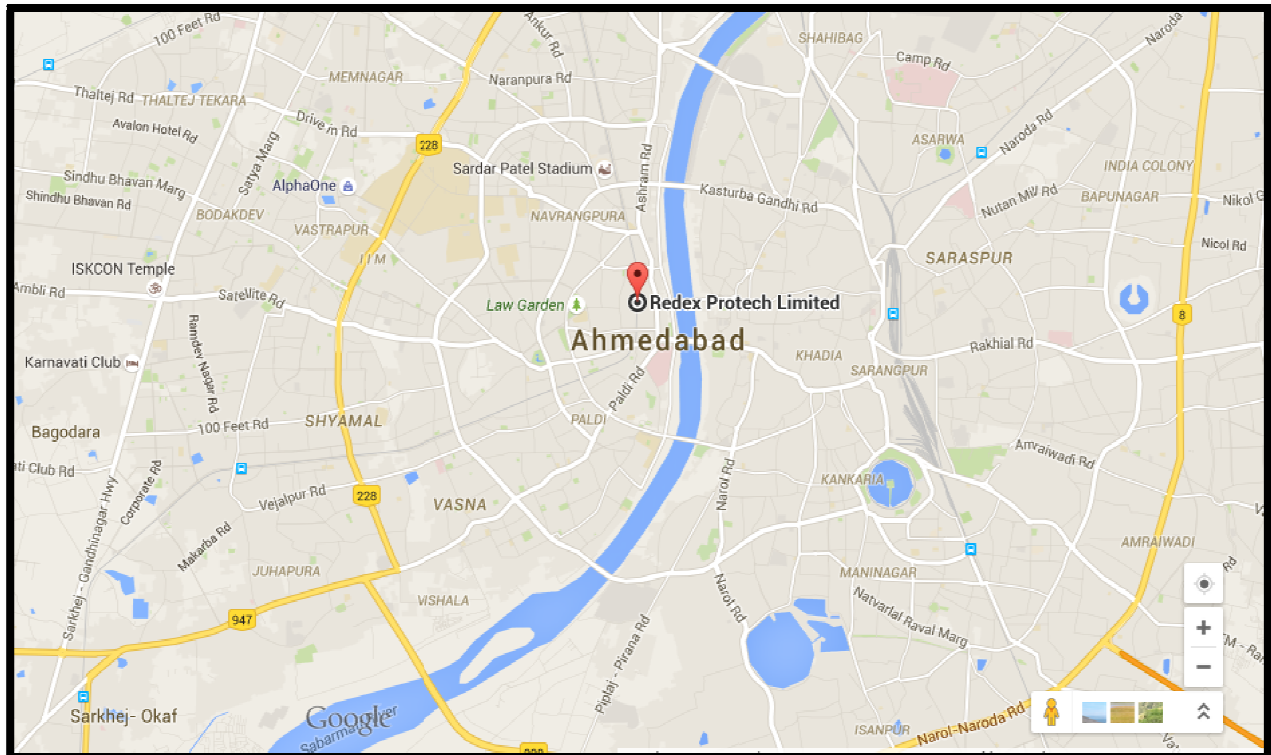 100 Feet Rd
Ankur Rd
SHAHIBAG
Naroda
Camp Rd
MEMNAGAR
Naranpura Rd
Thaltej Rd
THALTEJ TEKARA
Drive in Rd
Avalon Hotel Rd
Satya Marg
228
ASARWA
Naroda Rd
Sardar Patel Stadium
Ashram Rd
INDIA COLONY
Sindhu Bhavan Marg
AlphaOne
Kasturba Gandhi Rd
Nutan Mill Rd
BAPUNAGAR
Nikol G
Shindhu Bhavan Rd
BODAKDEV
NAVRANGPURA
VASTRAPUR
Nicol Rd
IIM
SARASPUR
ISKCON Temple
Ambli Rd
Satellite Rd
Law Garden
Redex Protech Limited
8
Ahmedabad
Ramdev Nagar Rd
Rakhial Rd
KHADIA
Karnavati Club
SARANGPUR
Paldi Rd
100 Feet Rd
SHYAMAL
PALDI
Bagodara
Amraiwadi Rd
ati Club Rd
Corporate Rd
Narol Rd
KANKARIA
Vejalpur Rd
228
VASNA
Sarkhej - Gandhinagar Hwy
Makarba Rd
AMRAIWADI
JUHAPURA
MANINAGAR
Rd
VISHALA
Narol Rd
Natvarlal Raval Marg
947
Piplaj - Pirana Rd
+
−
Sarkhej- Okaf
Google
Sabarmati River
ISANPUR
Narol-Naroda Rd
228